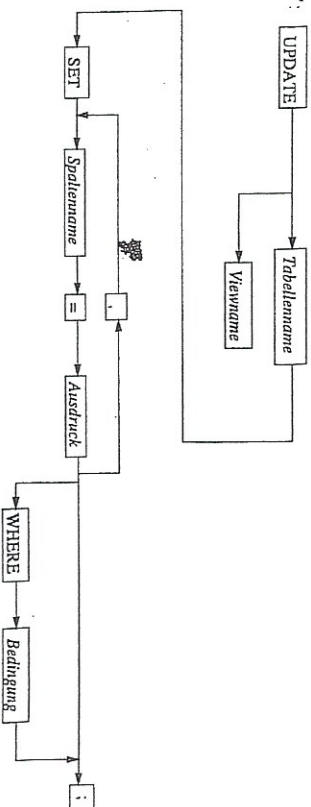 UPDATE
Tabellenname
Viewname
SET
Spaltenname
=
Ausdruck
,
WHERE
Bedingung
;